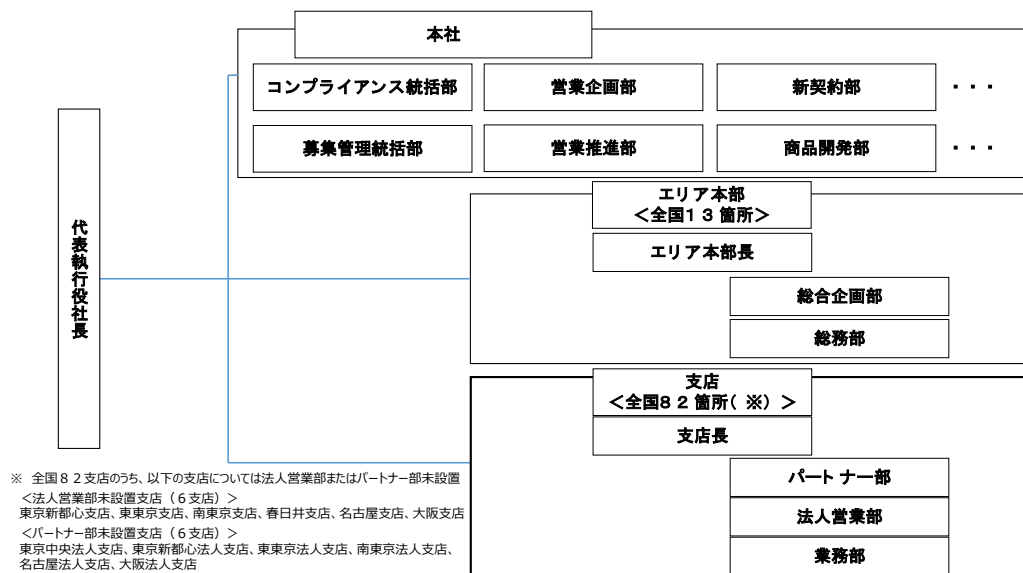 本社
コンプライアンス統括部
営業企画部
新契約部
・・・
募集管理統括部
営業推進部
商品開発部
・・・
代表執行役社長
エリア本部
＜全国１３箇所＞
エリア本部長
総合企画部
総務部
支店
＜全国８２箇所(※)＞
支店長
パートナー部
法人営業部
業務部
※ 全国８２支店のうち、以下の支店については法人営業部またはパートナー部未設置
＜法人営業部未設置支店（６支店）＞
東京新都心支店、東東京支店、南東京支店、春日井支店、名古屋支店、大阪支店
＜パートナー部未設置支店（６支店）＞
東京中央法人支店、東京新都心法人支店、東東京法人支店、南東京法人支店、
名古屋法人支店、大阪法人支店